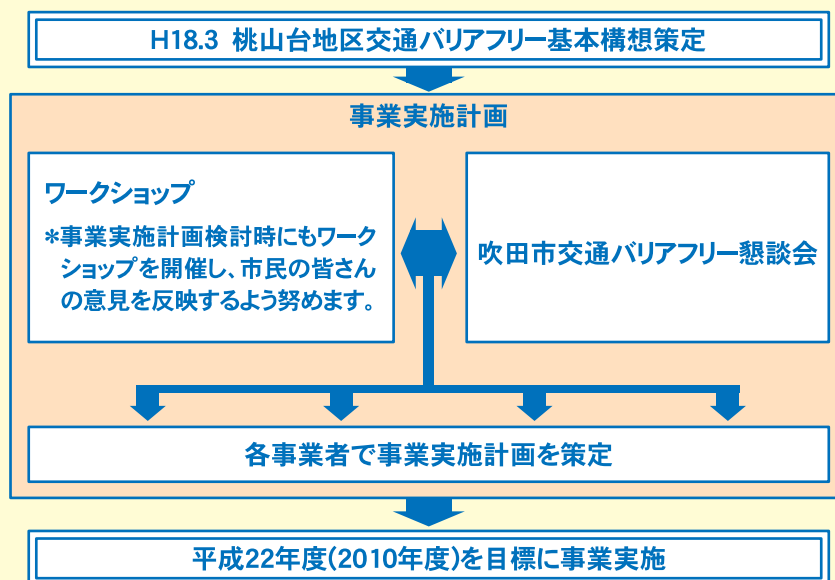 H18.3 桃山台地区交通バリアフリー基本構想策定
事業実施計画
ワークショップ
*事業実施計画検討時にもワーク
ショップを開催し、市民の皆さん
の意見を反映するよう努めます。
吹田市交通バリアフリー懇談会
各事業者で事業実施計画を策定
平成22年度(2010年度)を目標に事業実施